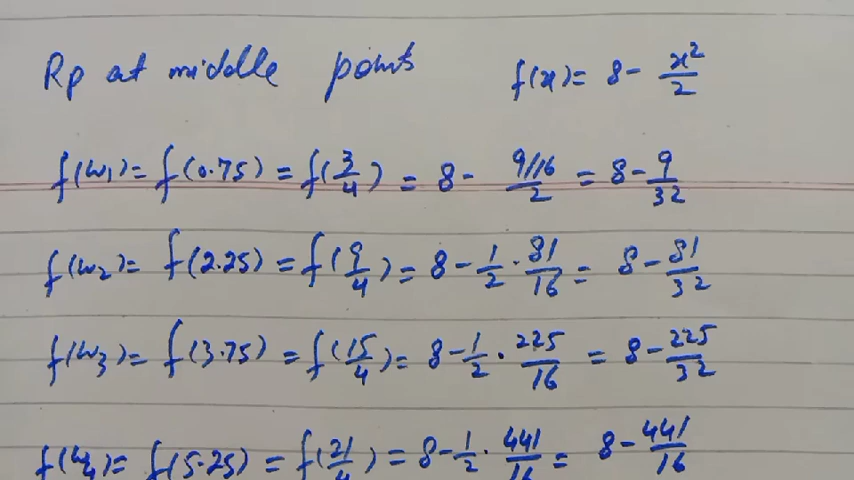 Rp at middle points f(x) = 8 - x²/2
f(w₁) = f(0.75) = f(3/4) = 8 - (9/16)/2 = 8 - 9/32
f(w₂) = f(2.25) = f(9/4) = 8 - 1/2 · 81/16 = 8 - 81/32
f(w₃) = f(3.75) = f(15/4) = 8 - 1/2 · 225/16 = 8 - 225/32
f(w₄) = f(5.25) = f(21/4) = 8 - 1/2 · 441/16 = 8 - 441/16